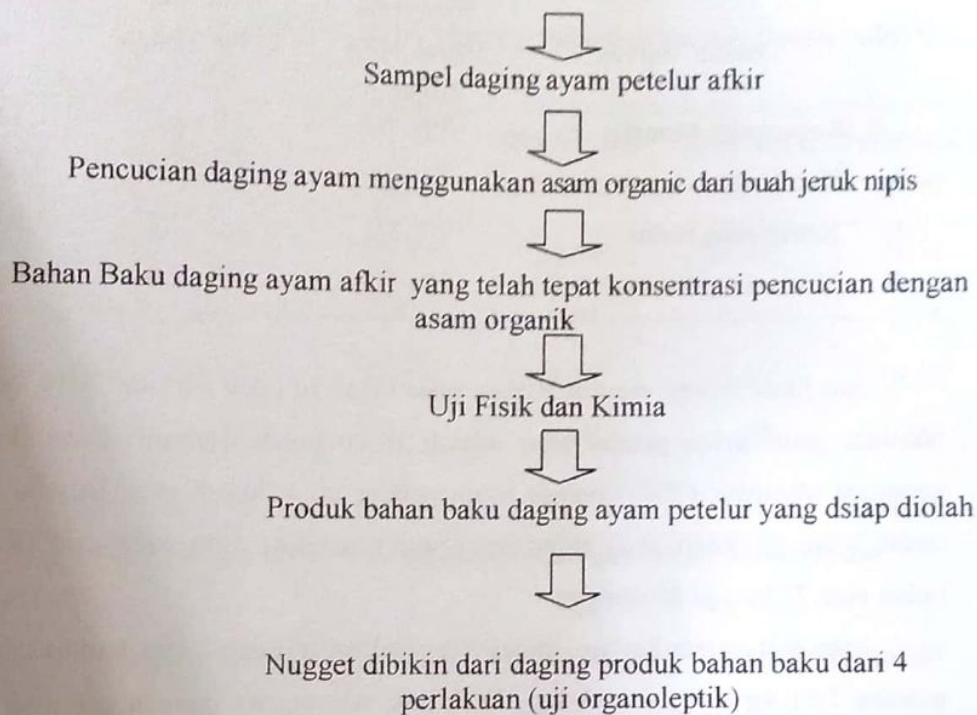 Sampel daging ayam petelur afkir
Pencucian daging ayam menggunakan asam organic dari buah jeruk nipis
Bahan Baku daging ayam afkir yang telah tepat konsentrasi pencucian dengan
asam organik
Uji Fisik dan Kimia
Produk bahan baku daging ayam petelur yang dsiap diolah
Nugget dibikin dari daging produk bahan baku dari 4
perlakuan (uji organoleptik)